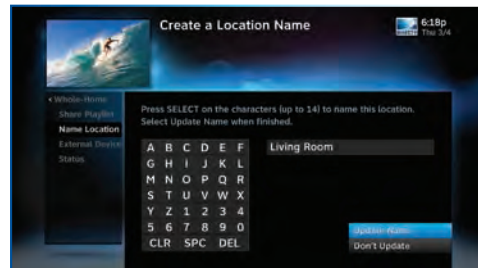 Create a Location Name
6:18p
Thu 3/4
Whole-Home
Share Playlist
Name Location
External Device
Status
Press SELECT on the characters (up to 14) to name this location.
Select Update Name when finished.
A B C D E F
G H I J K L
M N O P Q R
S T U V W X
Y Z 1 2 3 4
5 6 7 8 9 0
CLR SPC DEL
Living Room
Update Name
Don't Update